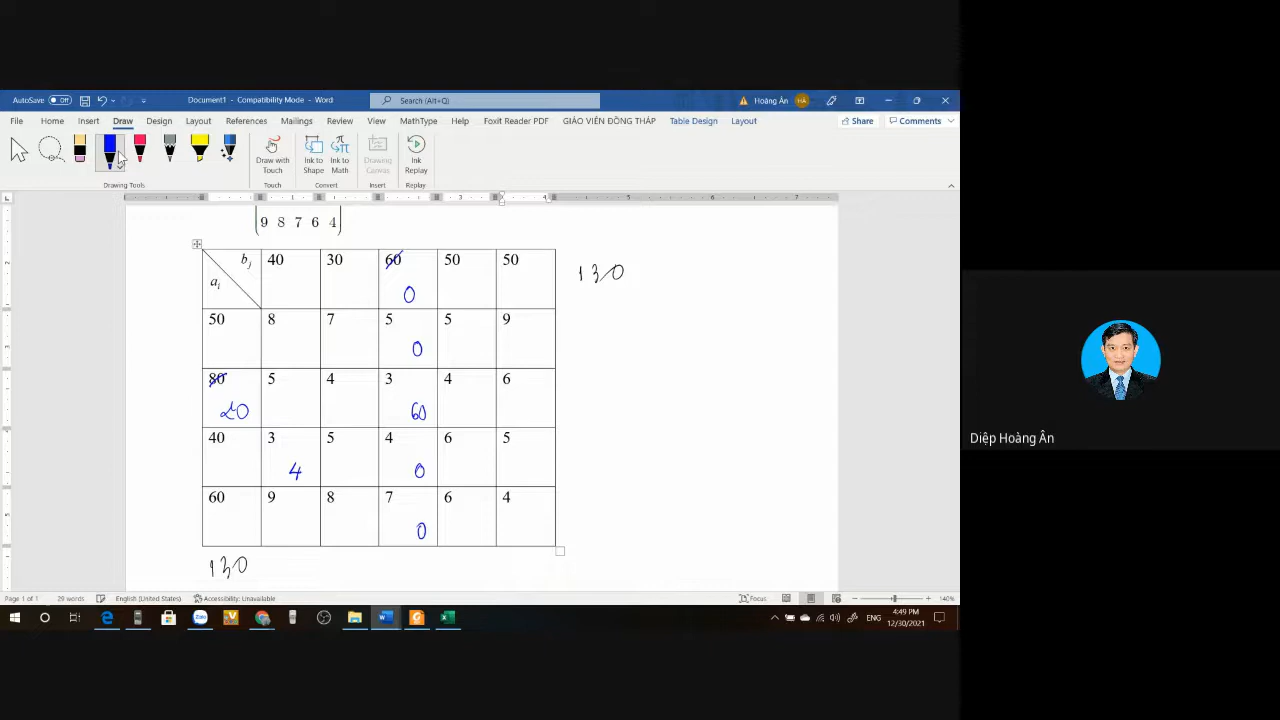 AutoSave Off Document1 - Compatibility Mode - Word Search (Alt+Q) Hoàng Ân HA
File Home Insert Draw Design Layout References Mailings Review View MathType Help Foxit Reader PDF GIÁO VIÊN ĐỒNG THÁP Table Design Layout Share Comments
Draw with Touch Ink to Shape Ink to Math Drawing Canvas Ink Replay
Drawing Tools Touch Convert Insert Replay
9 8 7 6 4
bj 40 30 60 50 50
ai 0
130
50 8 7 5 5 9
0
80 5 4 3 4 6
20 60
40 3 5 4 6 5
4 0
60 9 8 7 6 4
0
130
Diệp Hoàng Ân
Page 1 of 1 29 words English (United States) Accessibility: Unavailable Focus 140%
Zalo ENG 4:49 PM
12/30/2021